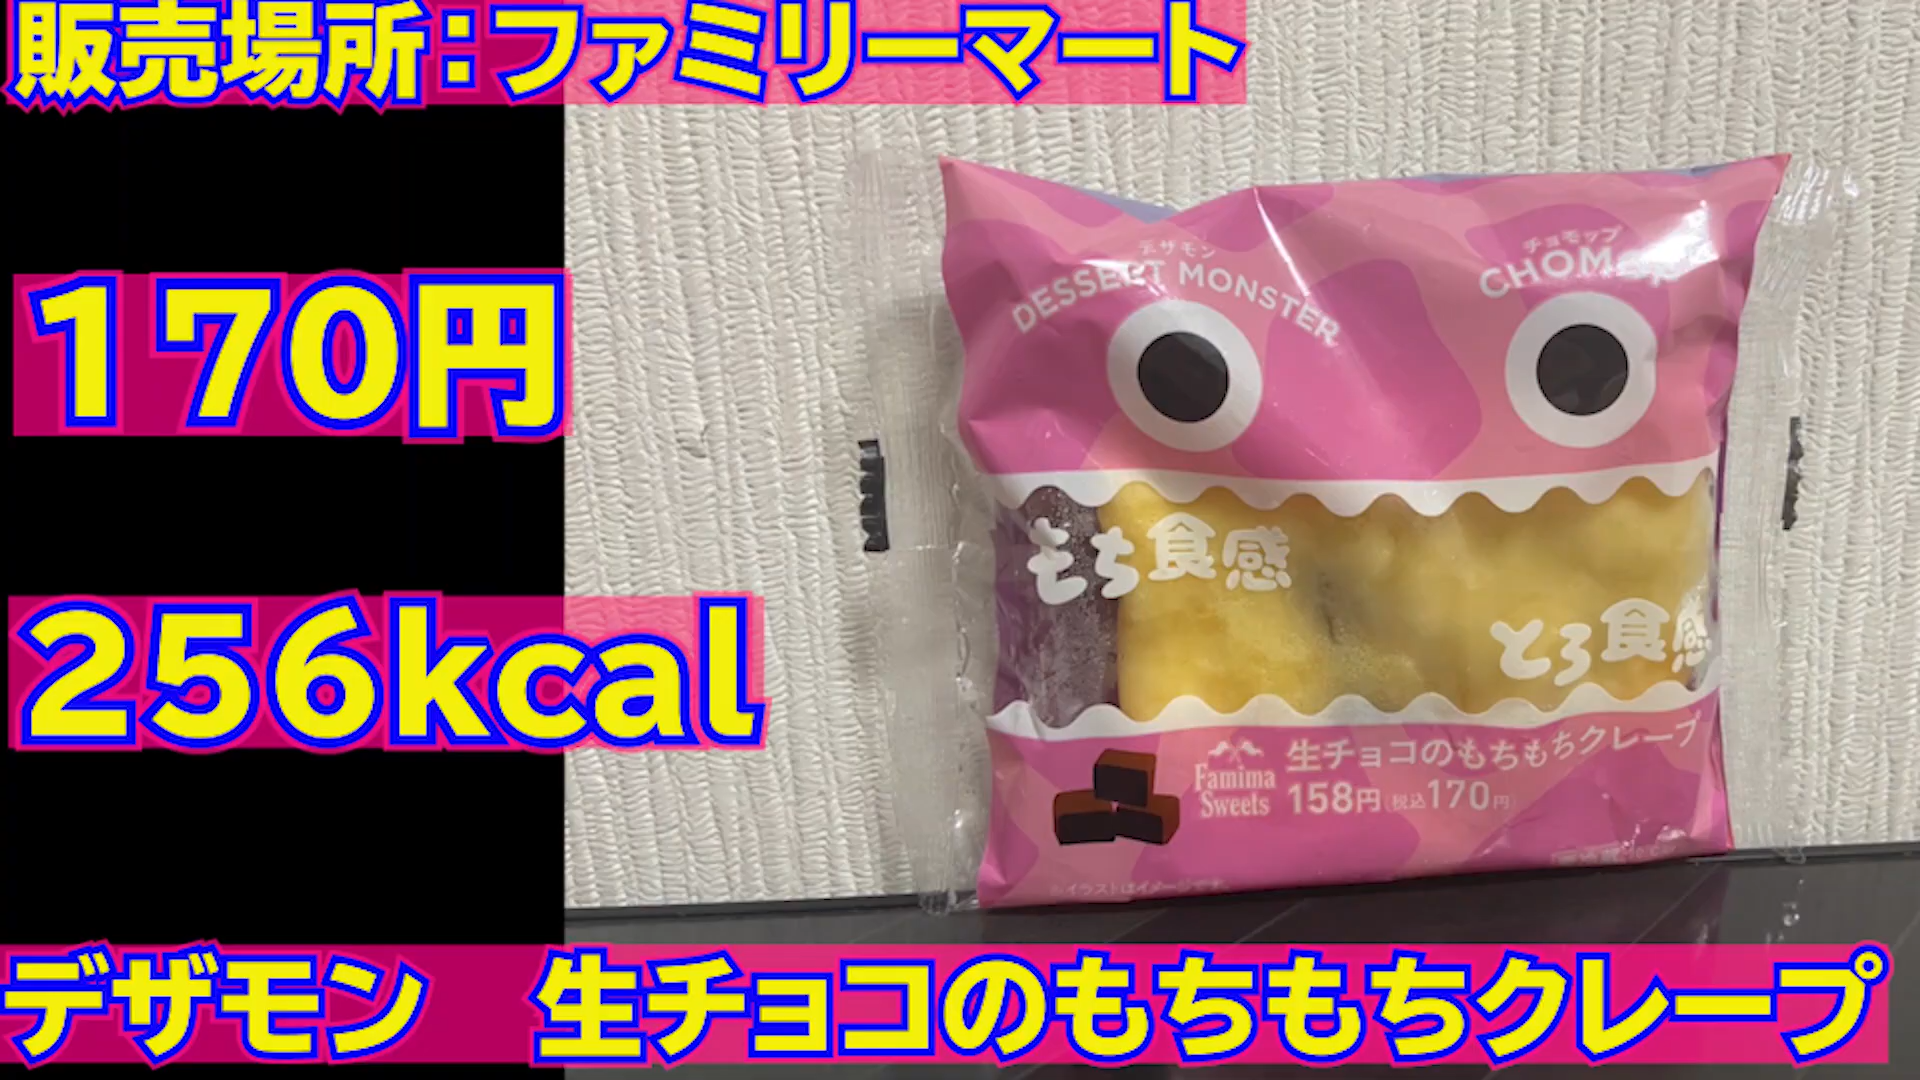 販売場所：ファミリーマート
170円
256kcal
デザモン
DESSERT MONSTER
チョモップ
もち食感
とろ食感
Famima Sweets
生チョコのもちもちクレープ
158円(税込170円)
※イラストはイメージです。
デザモン　生チョコのもちもちクレープ